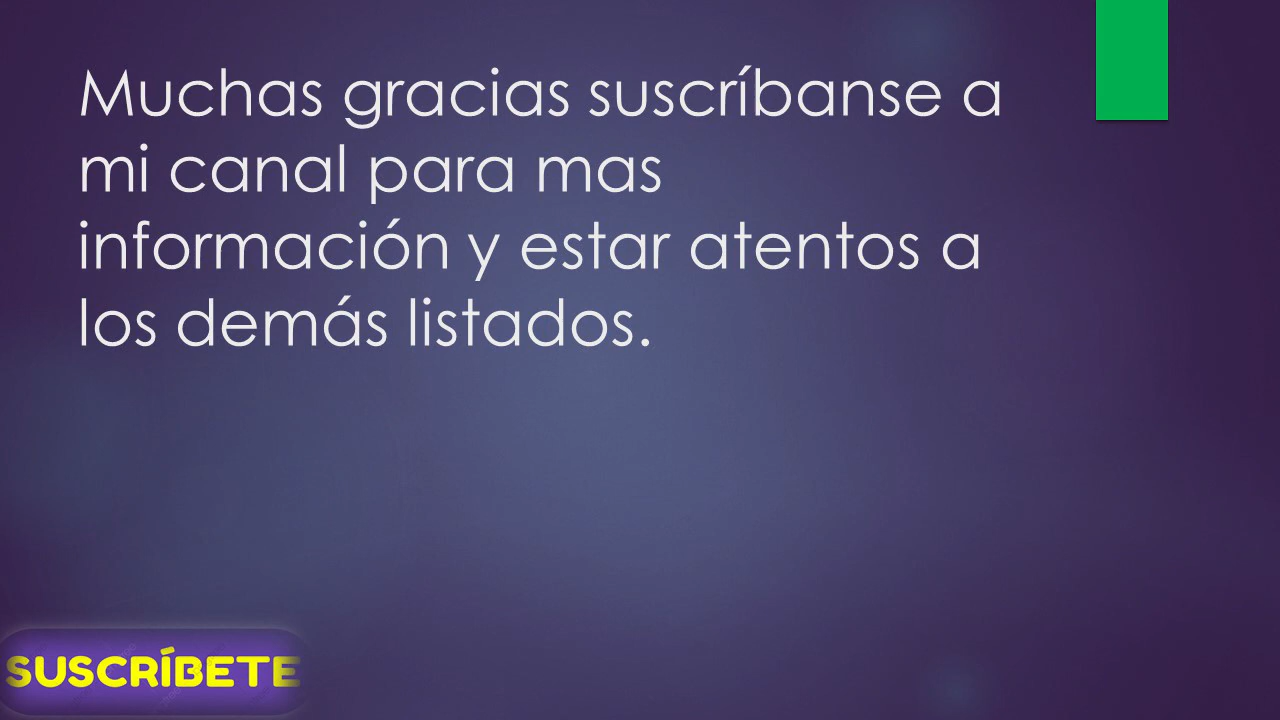 Muchas gracias suscríbanse a
mi canal para mas
información y estar atentos a
los demás listados.
SUSCRÍBETE